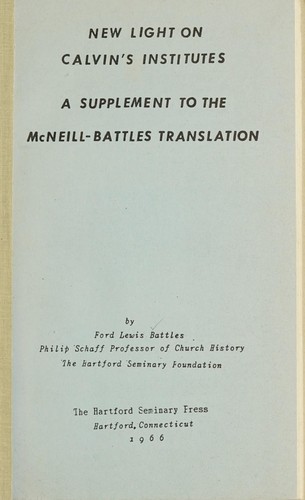 NEW LIGHT ON
CALVIN'S INSTITUTES
A SUPPLEMENT TO THE
McNEILL-BATTLES TRANSLATION
by
Ford Lewis Battles
Philip Schaff Professor of Church History
The Hartford Seminary Foundation
The Hartford Seminary Press
Hartford, Connecticut
1966